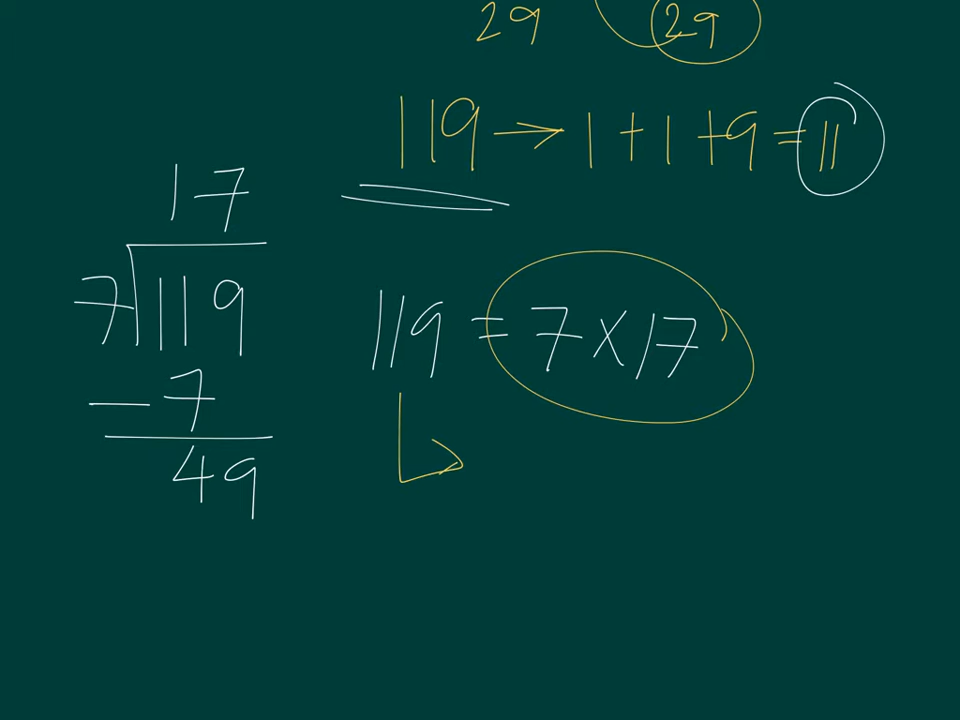 29 29
119 → 1+1+9=11
17
7)119
119 = 7×17
−7
49